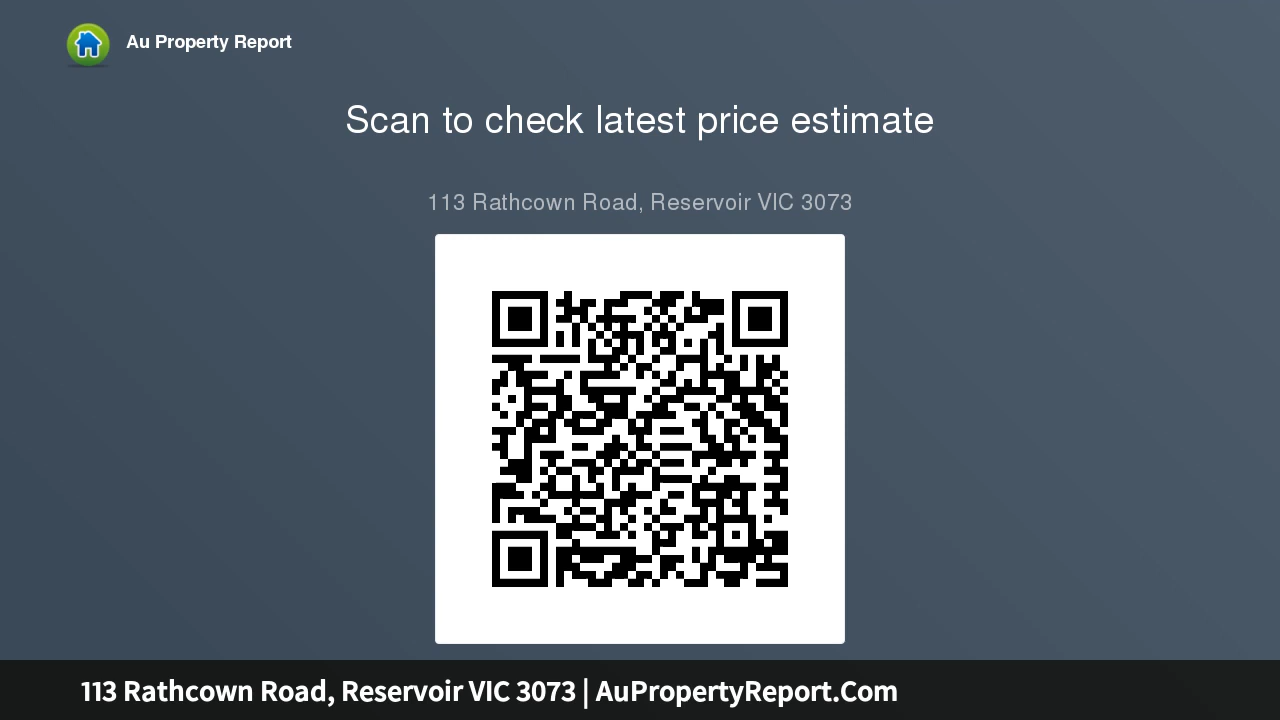 Au Property Report
Scan to check latest price estimate
113 Rathcown Road, Reservoir VIC 3073
113 Rathcown Road, Reservoir VIC 3073 | AuPropertyReport.Com